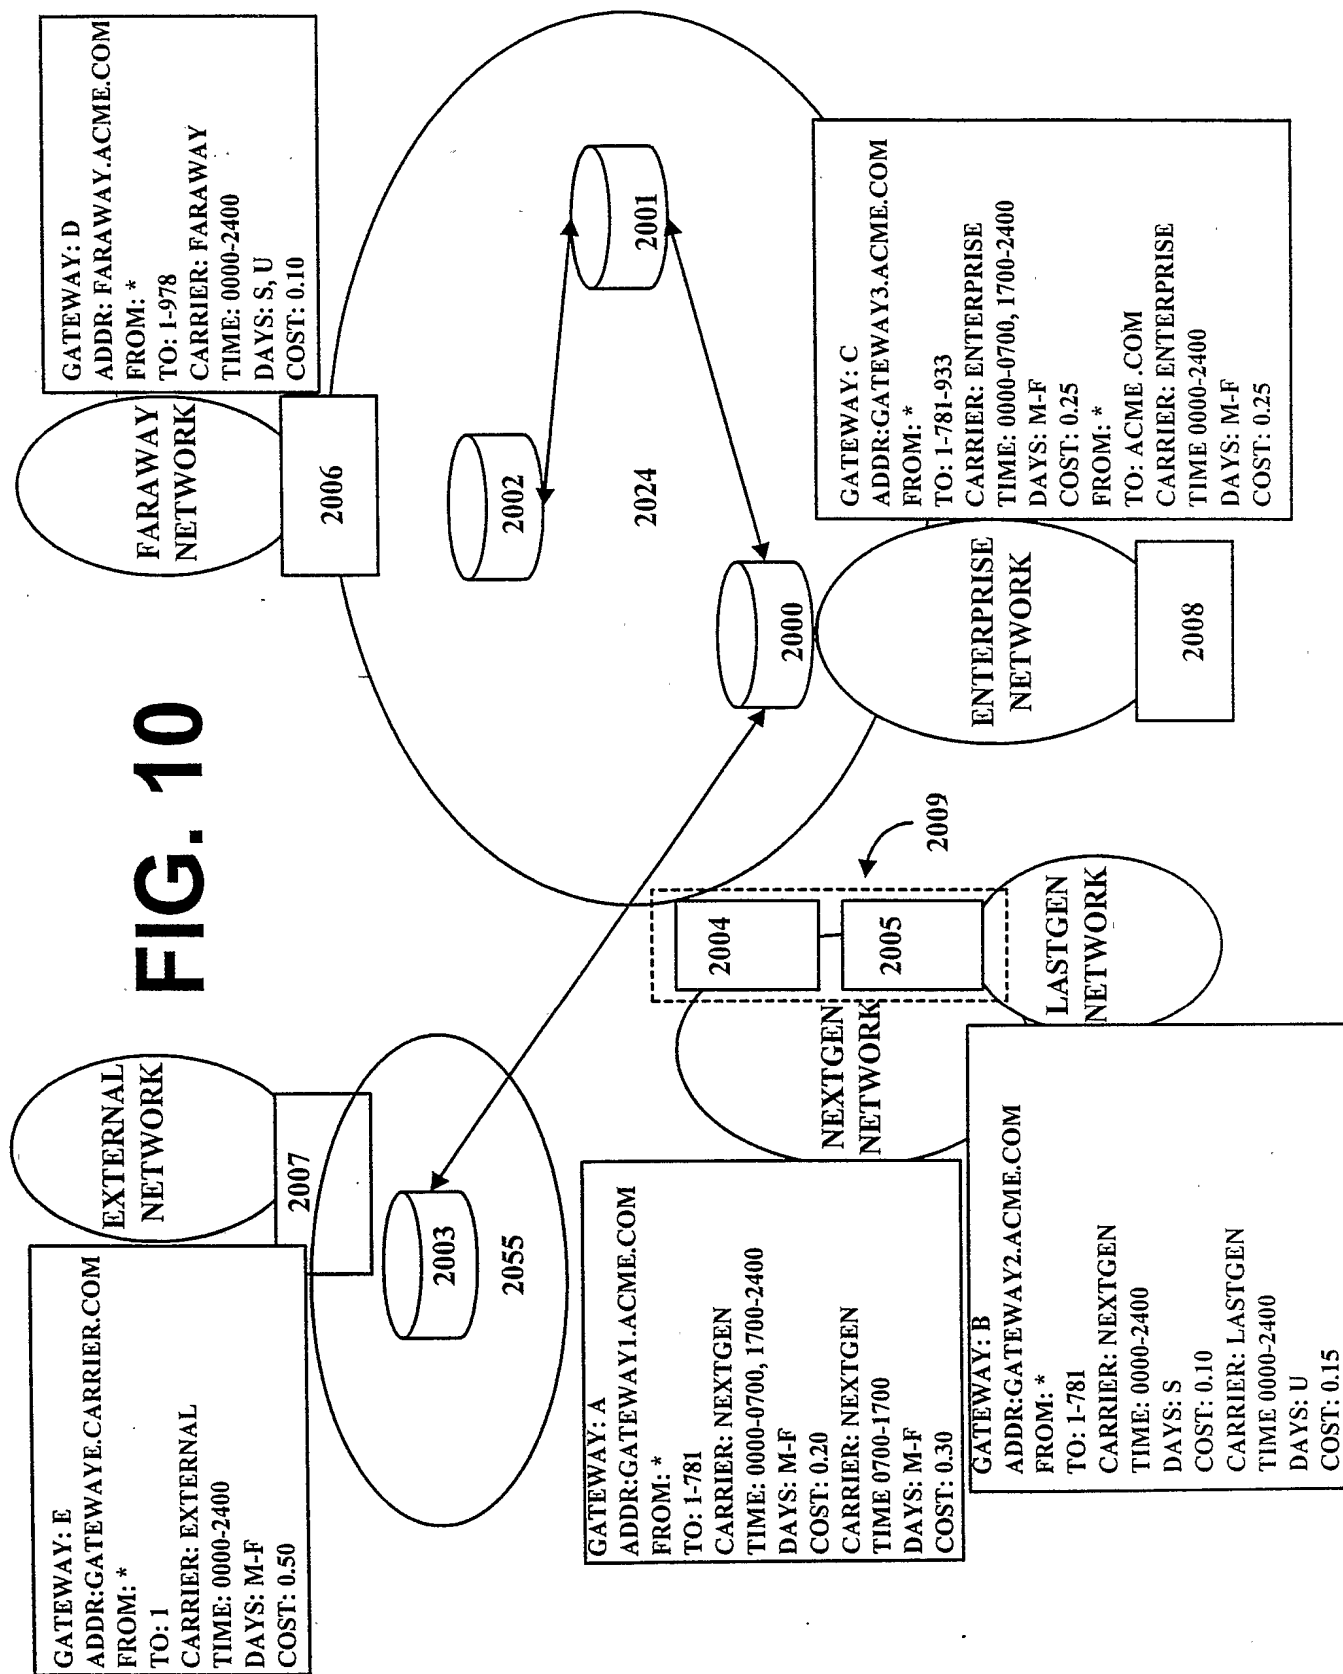 FIG. 10
GATEWAY: E
ADDR:GATEWAYE.CARRIER.COM
FROM: *
TO: 1
CARRIER: EXTERNAL
TIME: 0000-2400
DAYS: M-F
COST: 0.50
EXTERNAL
NETWORK
2007
2003
2055
FARAWAY
NETWORK
2006
GATEWAY: D
ADDR: FARAWAY.ACME.COM
FROM: *
TO: 1-978
CARRIER: FARAWAY
TIME: 0000-2400
DAYS: S, U
COST: 0.10
2002
2001
2024
2000
GATEWAY: A
ADDR:GATEWAY1.ACME.COM
FROM: *
TO: 1-781
CARRIER: NEXTGEN
TIME: 0000-0700, 1700-2400
DAYS: M-F
COST: 0.20
CARRIER: NEXTGEN
TIME 0700-1700
DAYS: M-F
COST: 0.30
NEXTGEN
NETWORK
2004
2005
2009
GATEWAY: B
ADDR:GATEWAY2.ACME.COM
FROM: *
TO: 1-781
CARRIER: NEXTGEN
TIME: 0000-2400
DAYS: S
COST: 0.10
CARRIER: LASTGEN
TIME 0000-2400
DAYS: U
COST: 0.15
LASTGEN
NETWORK
ENTERPRISE
NETWORK
2008
GATEWAY: C
ADDR:GATEWAY3.ACME.COM
FROM: *
TO: 1-781-933
CARRIER: ENTERPRISE
TIME: 0000-0700, 1700-2400
DAYS: M-F
COST: 0.25
FROM: *
TO: ACME.COM
CARRIER: ENTERPRISE
TIME 0000-2400
DAYS: M-F
COST: 0.25